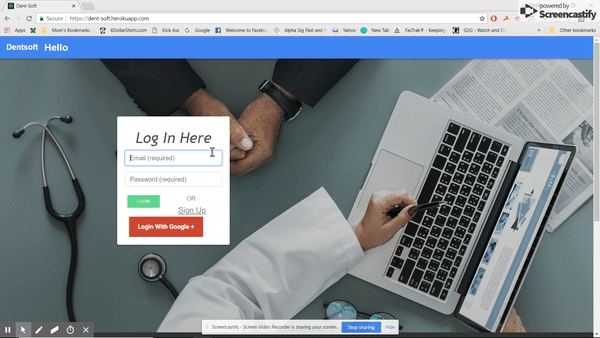 Dent-Soft
powered by
Screencastify
Secure
https://dent-soft.herokuapp.com
Apps
Mom's Bookmarks
6DollarShirts.com
Kick Ass
Google
Welcome to Facebook
Alpha Sig Past and
Yahoo
New Tab
FasTrak® - Keeping
G2G - Watch and D
Other bookmarks
Dentsoft Hello
Log In Here
Email (required)
Password (required)
OR
Sign Up
Login With Google +
Screencastify - Screen Video Recorder is sharing your screen.
Stop sharing
Hide